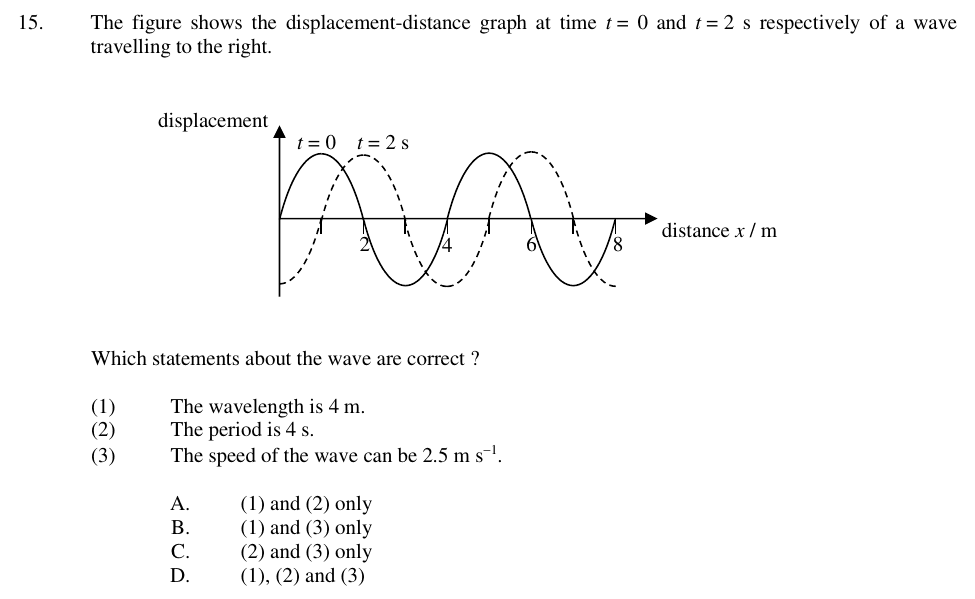 15. The figure shows the displacement-distance graph at time t = 0 and t = 2 s respectively of a wave
travelling to the right.
displacement
t = 0 t = 2 s
distance x / m
2 4 6 8
Which statements about the wave are correct ?
(1) The wavelength is 4 m.
(2) The period is 4 s.
(3) The speed of the wave can be 2.5 m s⁻¹.
A. (1) and (2) only
B. (1) and (3) only
C. (2) and (3) only
D. (1), (2) and (3)